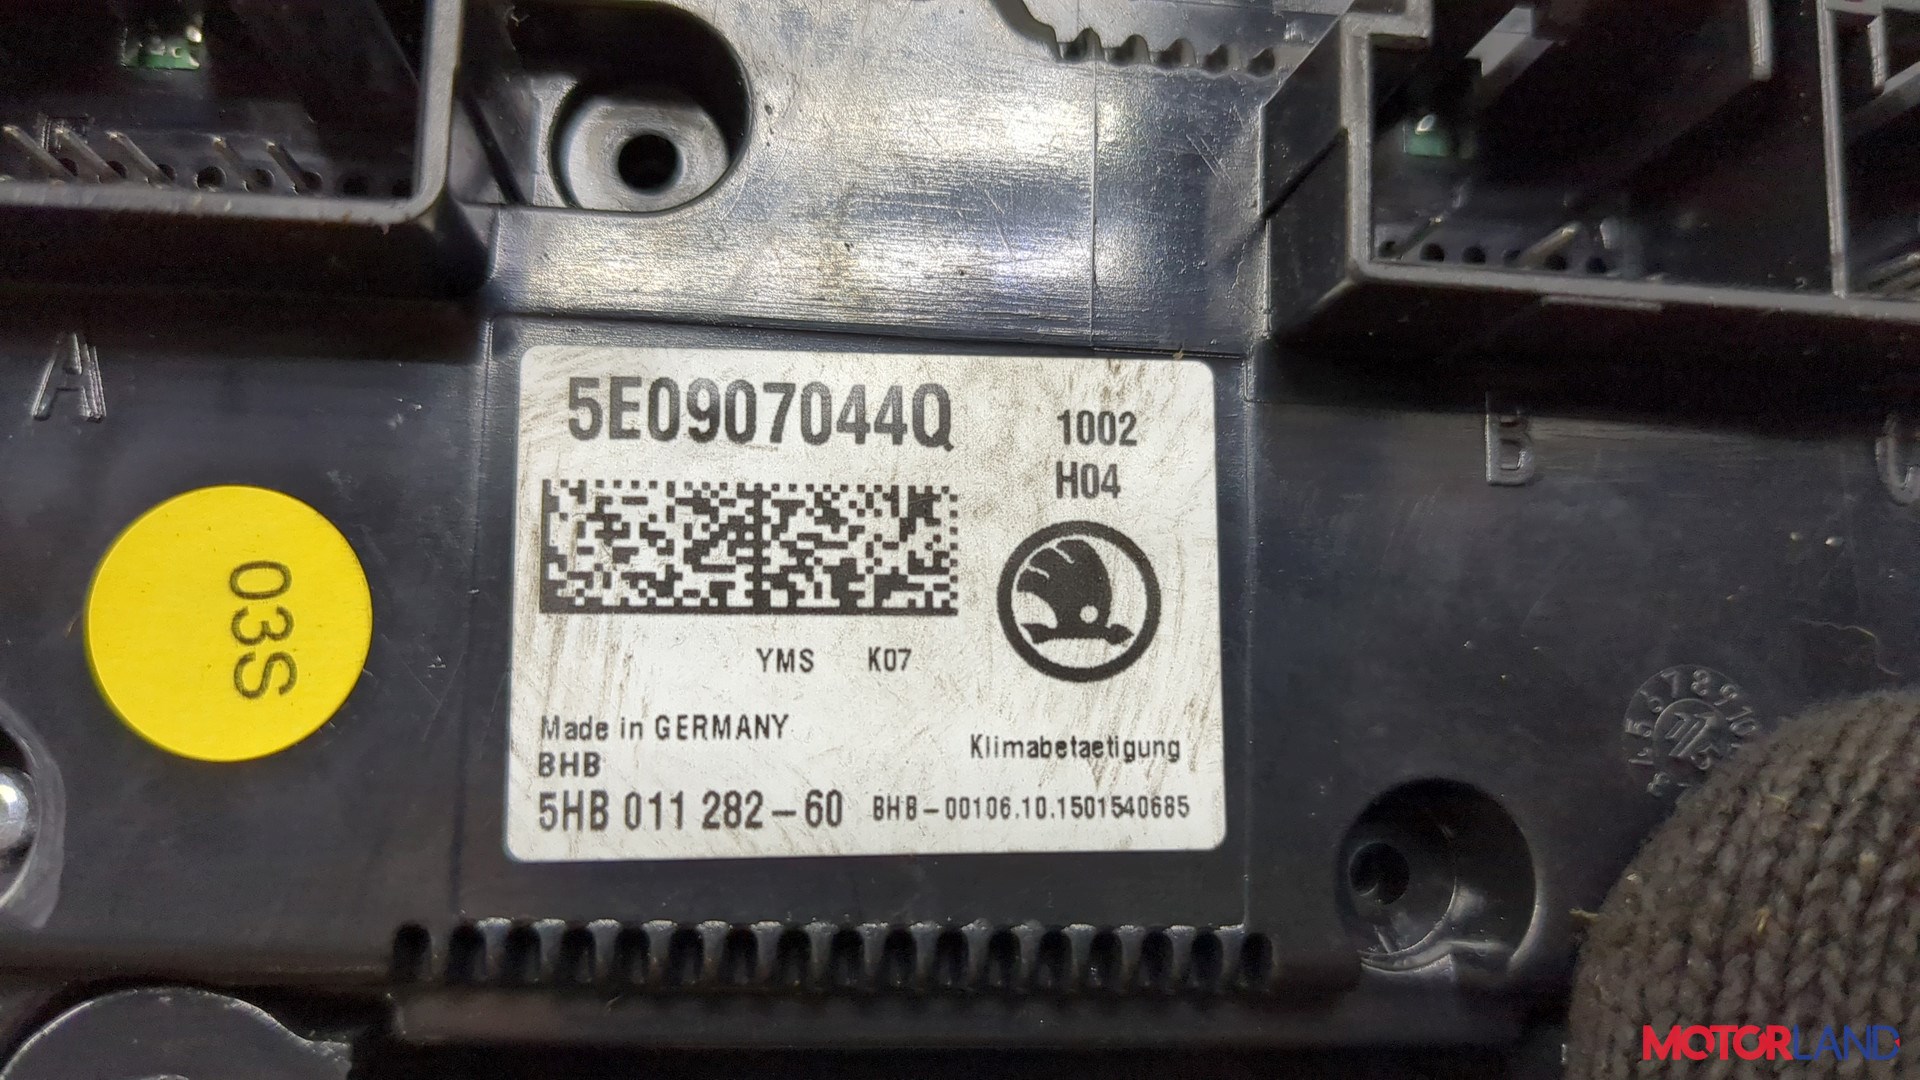 A
5E0907044Q
1002
H04
B
03S
YMS K07
Made in GERMANY
BHB
Klimabetaetigung
5HB 011 282-60
BHB-00106.10.1501540685
MOTORLAND